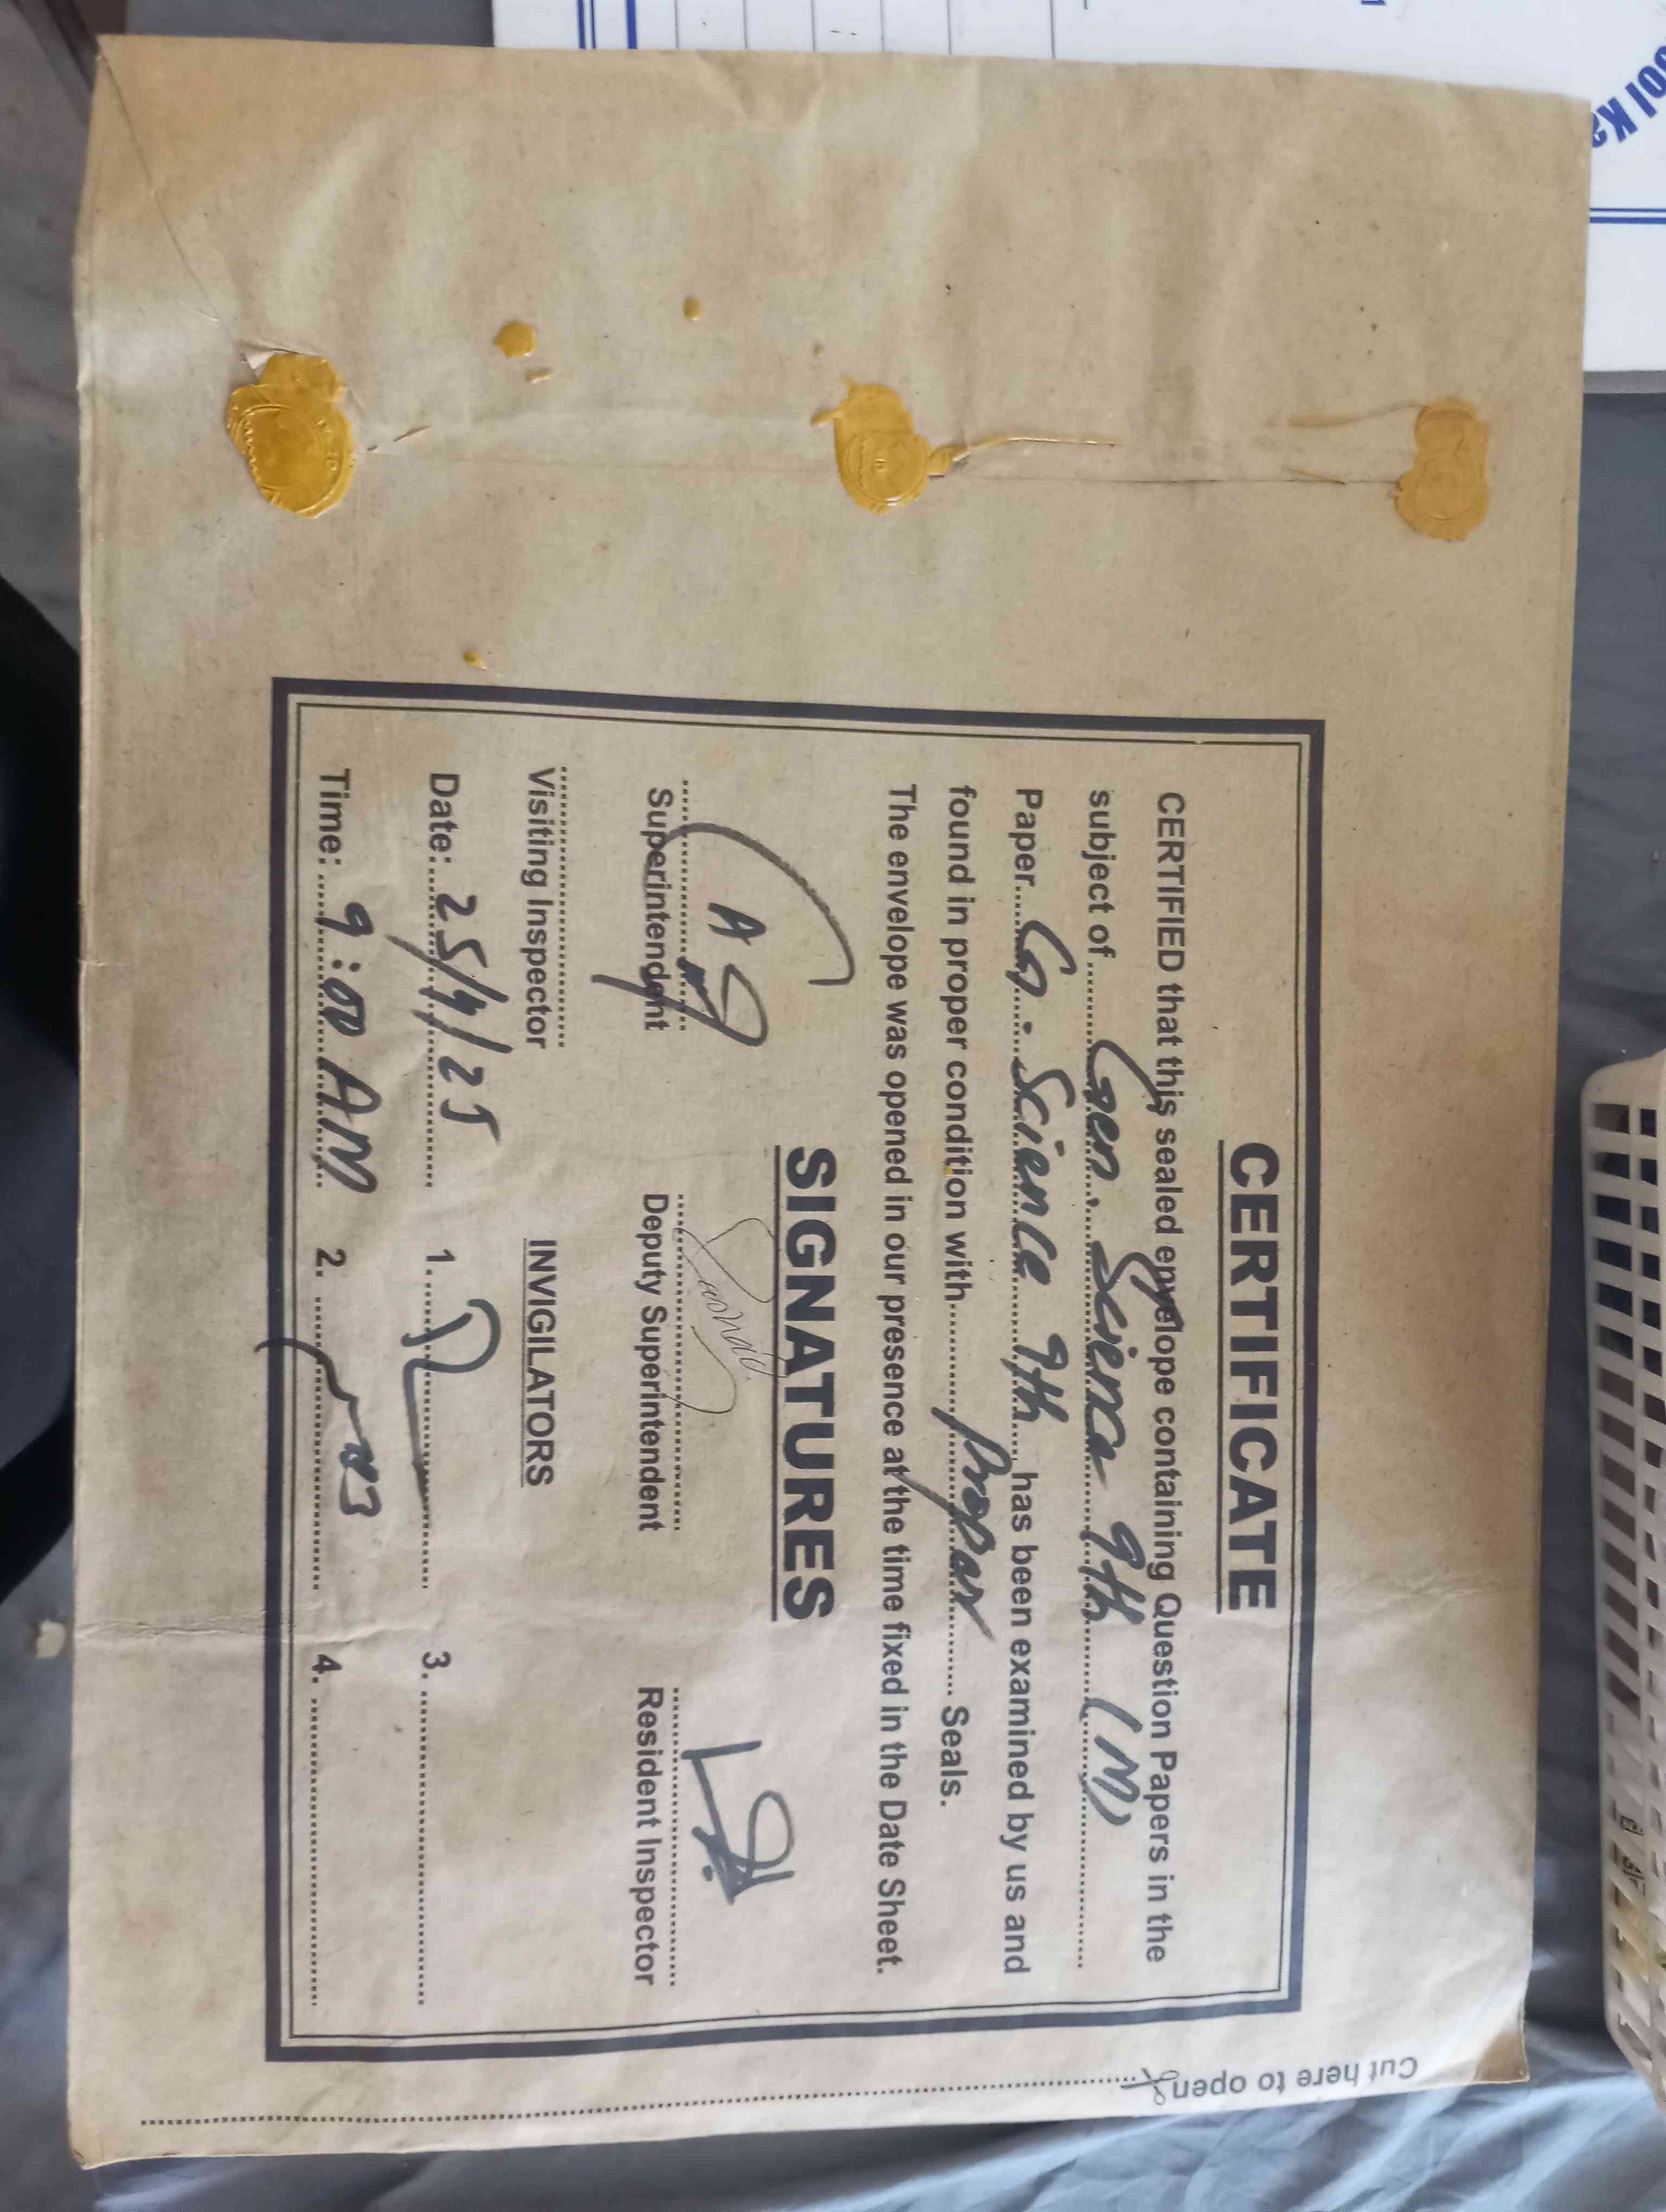 CERTIFICATE
CERTIFIED that this sealed envelope containing Question Papers in the
subject of Gen. Science 9th (M)
Paper G. Science 9th has been examined by us and
found in proper condition with proper Seals.
The envelope was opened in our presence at the time fixed in the Date Sheet.
SIGNATURES
Superintendent Deputy Superintendent Resident Inspector
Visiting Inspector INVIGILATORS
Date: 25/9/25 1. 3.
Time: 9:00 AM 2. 4.
Cut here to open